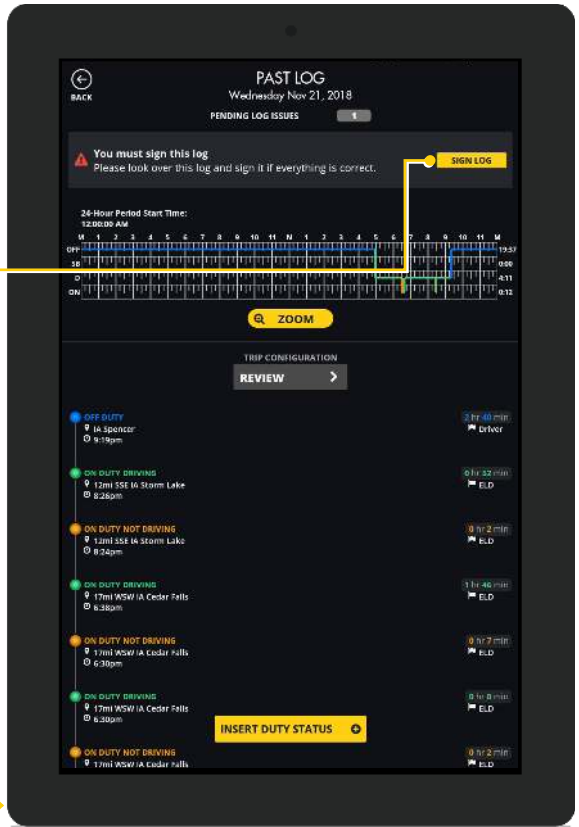 PAST LOG
BACK
Wednesday Nov 21, 2018
PENDING LOG ISSUES 1
You must sign this log
Please look over this log and sign it if everything is correct.
SIGN LOG
24-Hour Period Start Time:
12:00:00 AM
M 1 2 3 4 5 6 7 8 9 10 11 N 1 2 3 4 5 6 7 8 9 10 11 M
OFF 19:57
SB 0:00
D 4:11
ON 0:12
ZOOM
TRIP CONFIGURATION
REVIEW
OFF DUTY 2 hr 40 min
IA Spencer Driver
9:19pm
ON DUTY DRIVING 0 hr 52 min
12mi SSE IA Storm Lake ELD
8:26pm
ON DUTY NOT DRIVING 0 hr 2 min
12mi SSE IA Storm Lake ELD
8:24pm
ON DUTY DRIVING 1 hr 46 min
17mi WSW IA Cedar Falls ELD
6:38pm
ON DUTY NOT DRIVING 0 hr 7 min
17mi WSW IA Cedar Falls ELD
6:30pm
ON DUTY DRIVING 0 hr 0 min
17mi WSW IA Cedar Falls ELD
6:30pm
INSERT DUTY STATUS
ON DUTY NOT DRIVING 0 hr 2 min
17mi WSW IA Cedar Falls ELD